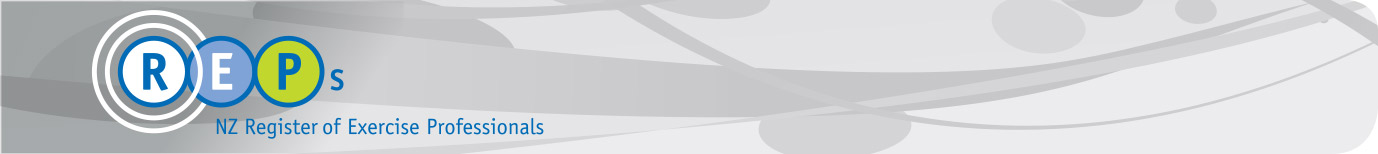 REPs
NZ Register of Exercise Professionals